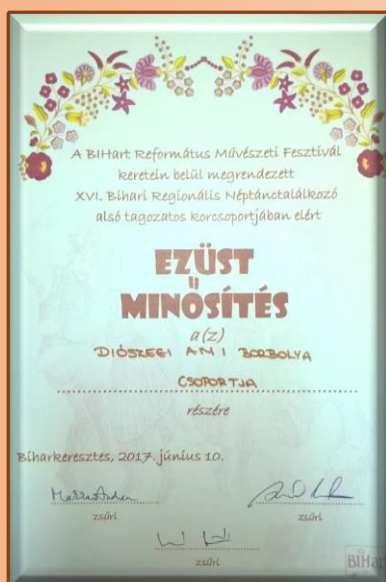 A BIHart Református Művészeti Fesztivál
keretein belül megrendezett
XVI. Bihari Regionális Néptánctalálkozó
alsó tagozatos korcsoportjában elért
EZÜST
MINŐSÍTÉS
a(z)
DIÓSZEGI AMI BORBOLYA
CSOPORTJA
részére
Biharkeresztes, 2017. június 10.
zsűri
zsűri
zsűri
BIHart